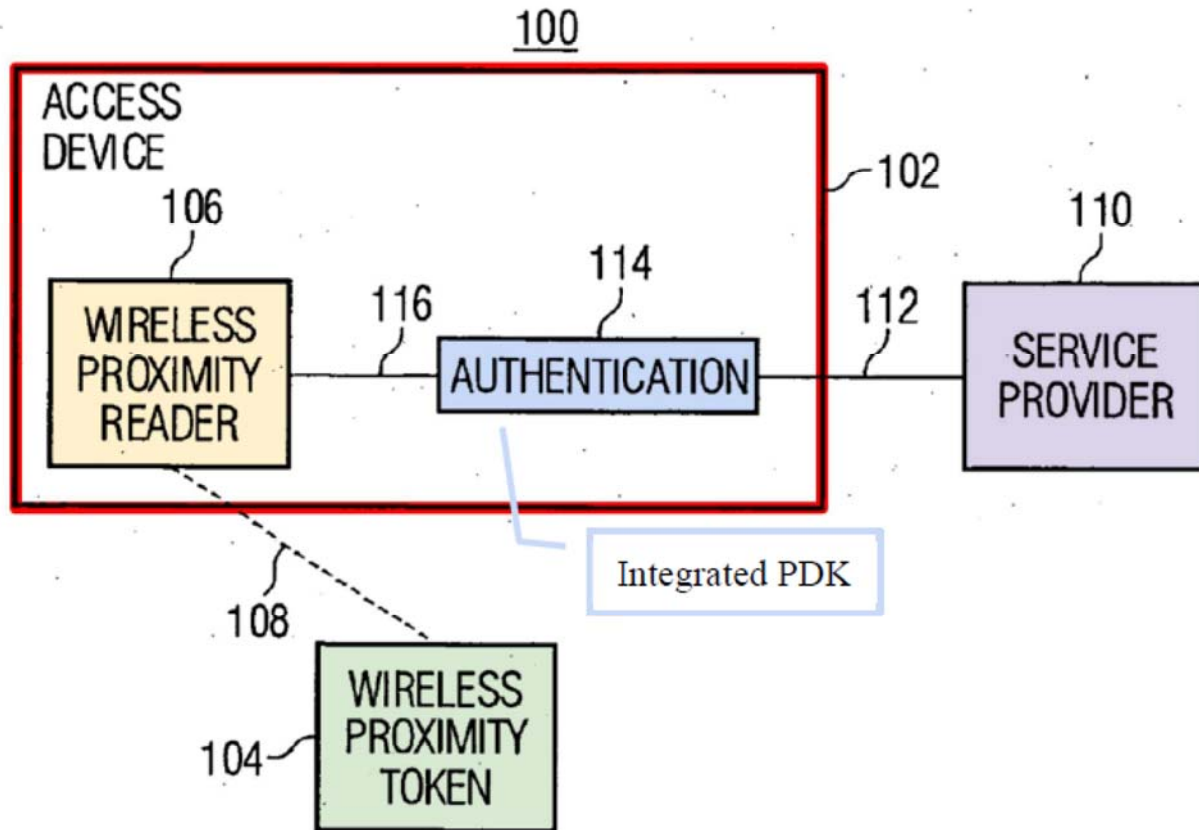 100
ACCESS
DEVICE
102
106
114
110
116
112
WIRELESS
PROXIMITY
READER
AUTHENTICATION
SERVICE
PROVIDER
Integrated PDK
108
104
WIRELESS
PROXIMITY
TOKEN